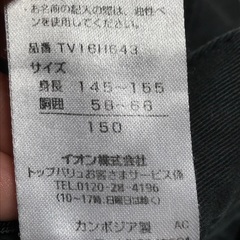 お名前の記入の際は、油性ペ
ンをお使いください。
品番 TV16H643
サイズ
身長 145~155
胴囲 58~66
150
イオン株式会社
トップバリュお客さまサービス係
TEL.0120-28-4196
(10~17時、日曜日を除く)
カンボジア製 AC